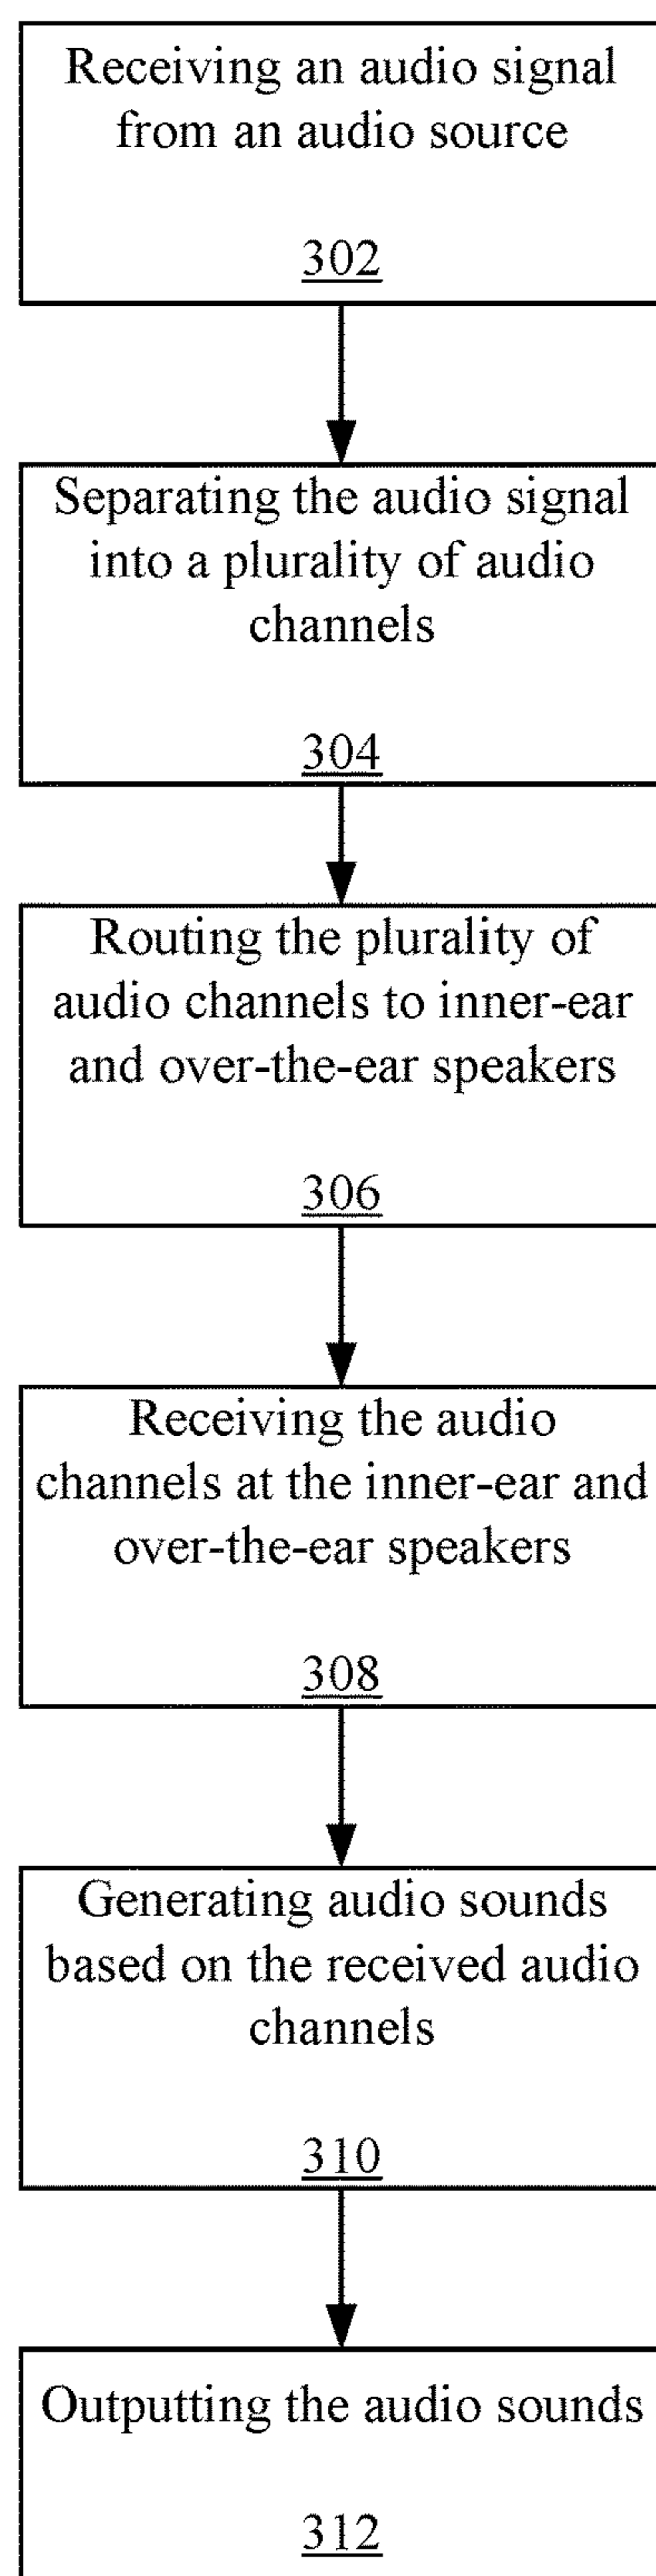 Receiving an audio signal
from an audio source
302
Separating the audio signal
into a plurality of audio
channels
304
Routing the plurality of
audio channels to inner-ear
and over-the-ear speakers
306
Receiving the audio
channels at the inner-ear and
over-the-ear speakers
308
Generating audio sounds
based on the received audio
channels
310
Outputting the audio sounds
312